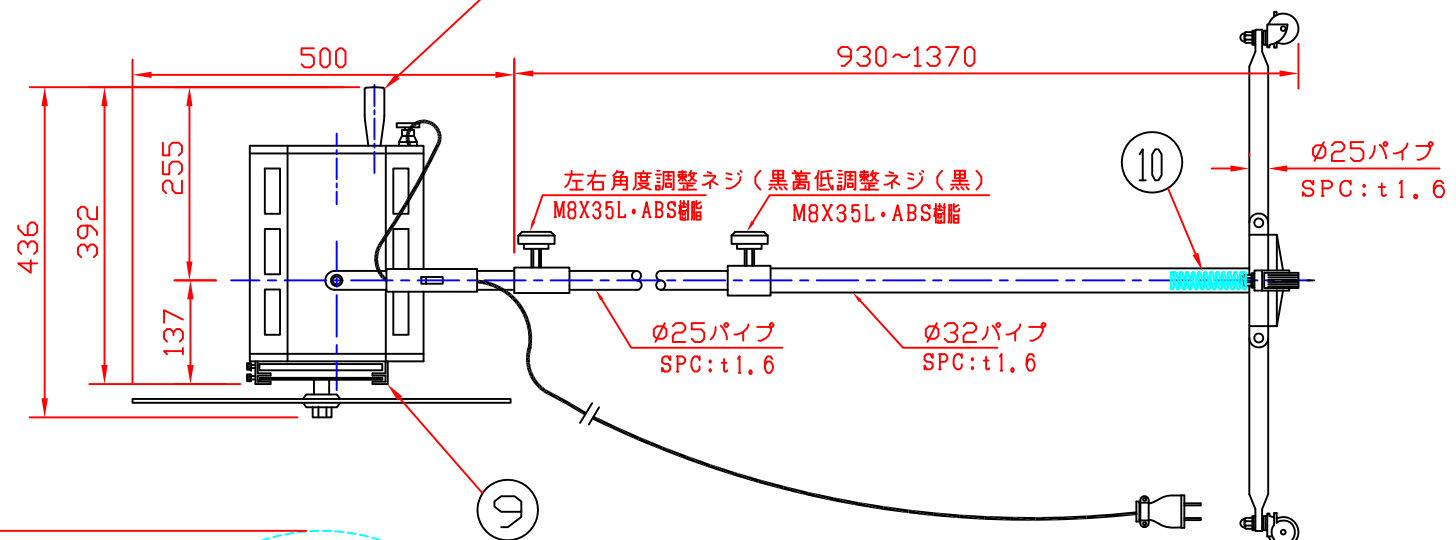 500
930~1370
436
392
255
137
左右角度調整ネジ（黒高低調整ネジ（黒）
M8X35L・ABS樹脂
M8X35L・ABS樹脂
10
Ø25パイプ
SPC:t1.6
Ø25パイプ
SPC:t1.6
Ø32パイプ
SPC:t1.6
9